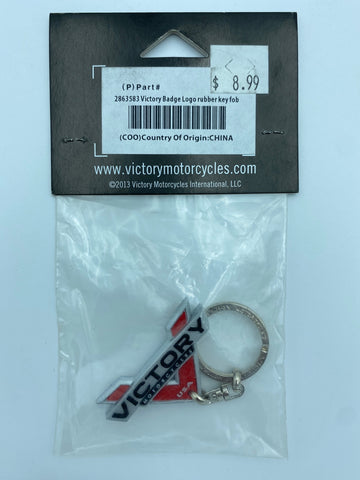 $ 8.99
(P) Part#
2863583 Victory Badge Logo rubber key fob
(COO)Country Of Origin:CHINA
www.victorymotorcycles.com
©2013 Victory Motorcycles International, LLC
VICTORY
MOTORCYCLES
USA